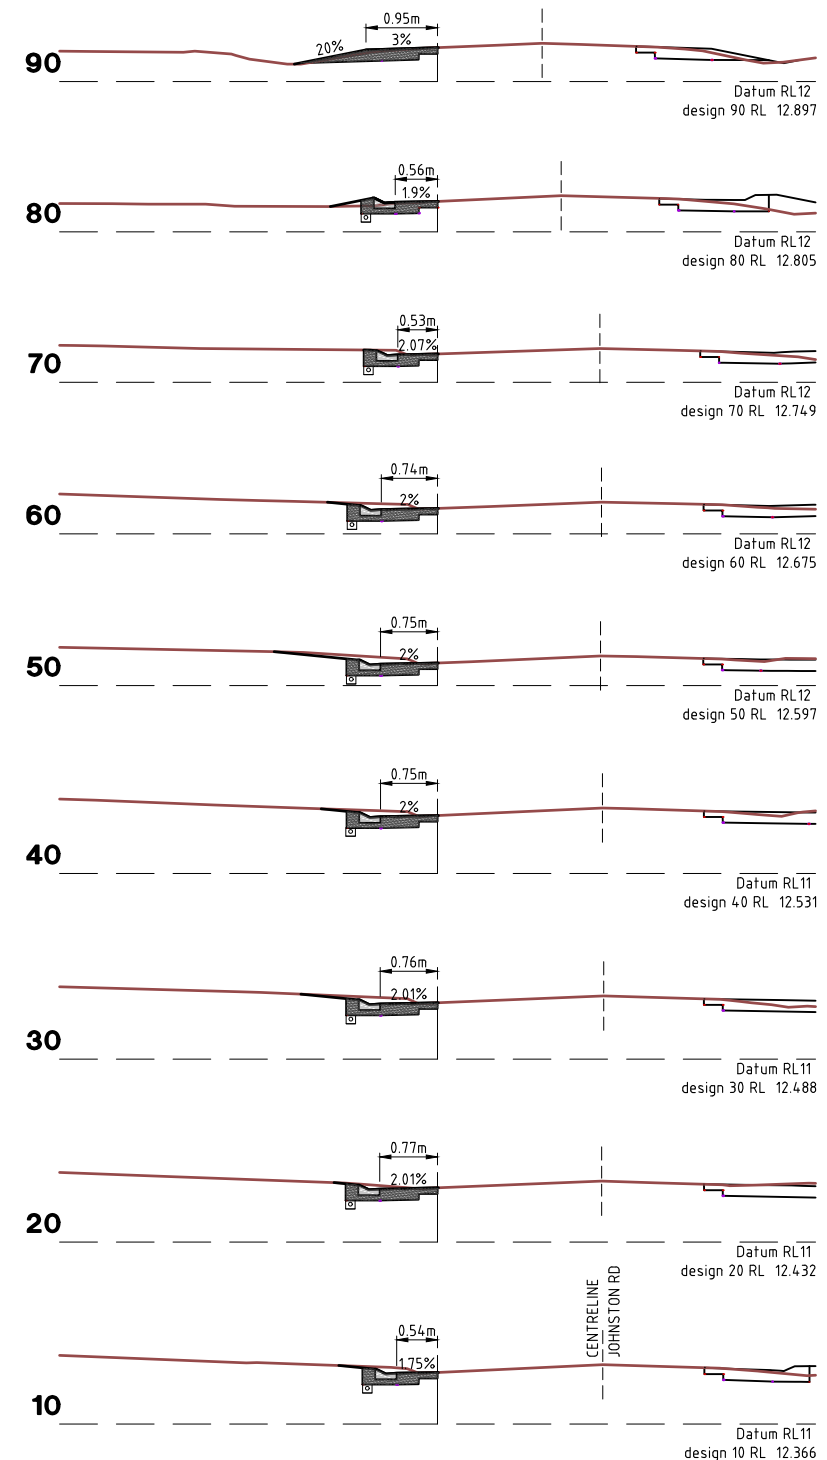 0.95m
20%
3%
90
Datum RL12
design 90 RL 12.897
0.56m
1.9%
80
Datum RL12
design 80 RL 12.805
0.53m
2.07%
70
Datum RL12
design 70 RL 12.749
0.74m
2%
60
Datum RL12
design 60 RL 12.675
0.75m
2%
50
Datum RL12
design 50 RL 12.597
0.75m
2%
40
Datum RL11
design 40 RL 12.531
0.76m
2.01%
30
Datum RL11
design 30 RL 12.488
0.77m
2.01%
20
Datum RL11
design 20 RL 12.432
CENTRELINE
JOHNSTON RD
0.54m
1.75%
10
Datum RL11
design 10 RL 12.366